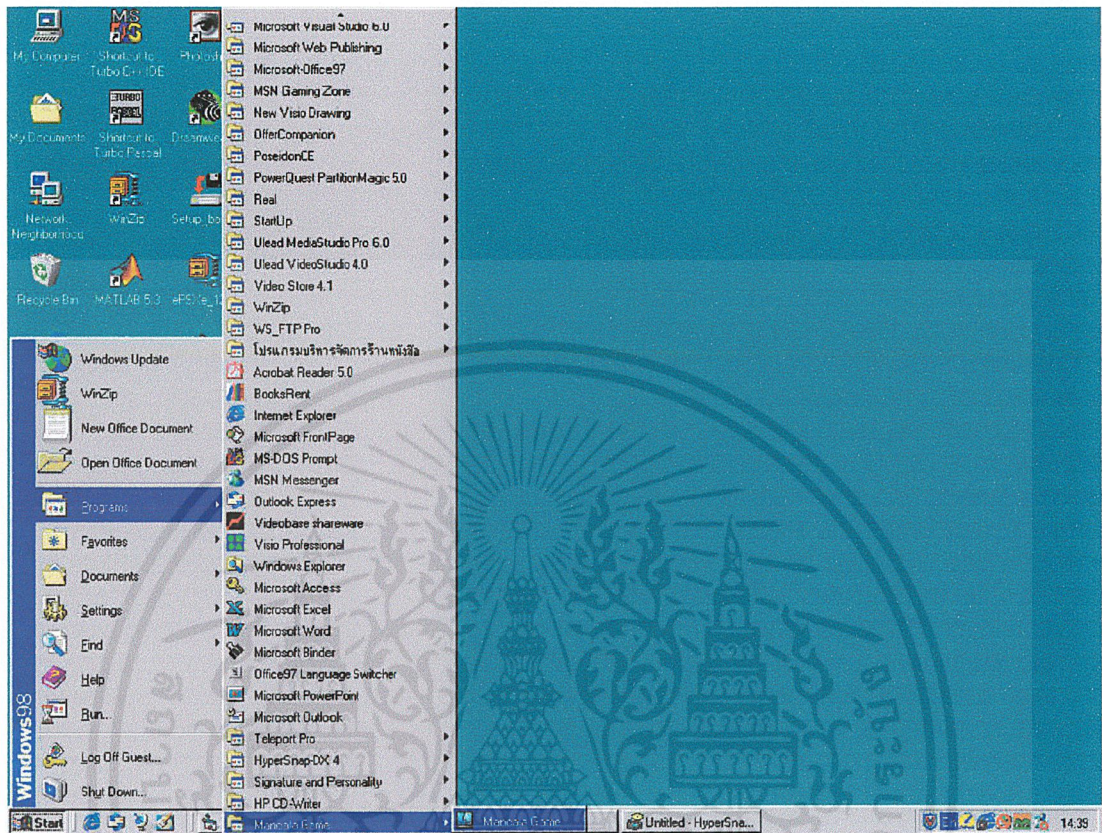 My Computer
Shortcut to
Turbo C++ IDE
Photosh
My Documents
Shortcut to
Turbo Pascal
Dreamwea
Network
Neighborhood
WinZip
Setup_bo
Recycle Bin
MATLAB 5.3
Microsoft Visual Studio 6.0
Microsoft Web Publishing
Microsoft-Office97
MSN Gaming Zone
New Visio Drawing
OfferCompanion
PoseidonCE
PowerQuest PartitionMagic 5.0
Real
StartUp
Ulead MediaStudio Pro 6.0
Ulead VideoStudio 4.0
Video Store 4.1
WinZip
WS_FTP Pro
โปรแกรมบริหารจัดการร้านหนังสือ
Acrobat Reader 5.0
BooksRent
Internet Explorer
Microsoft FrontPage
MS-DOS Prompt
MSN Messenger
Outlook Express
Videobase shareware
Visio Professional
Windows Explorer
Microsoft Access
Microsoft Excel
Microsoft Word
Microsoft Binder
Office97 Language Switcher
Microsoft PowerPoint
Microsoft Outlook
Teleport Pro
HyperSnap-DX 4
Signature and Personality
HP CD-Writer
Mancala Game
Mancala Game
Windows Update
WinZip
New Office Document
Open Office Document
Programs
Favorites
Documents
Settings
Find
Help
Run...
Log Off Guest...
Shut Down...
Windows98
Start
Untitled - HyperSna...
En
14:39